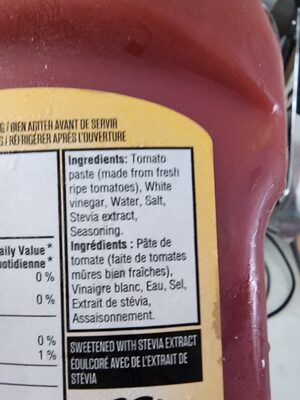 / BIEN AGITER AVANT DE SERVIR
/ RÉFRIGÉRER APRÈS L'OUVERTURE
Ingredients: Tomato
paste (made from fresh
ripe tomatoes), White
vinegar, Water, Salt,
Stevia extract,
Seasoning.
Ingrédients : Pâte de
tomate (faite de tomates
mûres bien fraîches),
Vinaigre blanc, Eau, Sel,
Extrait de stévia,
Assaisonnement.
aily Value*
uotidienne*
0 %
0 %
0 %
1 %
SWEETENED WITH STEVIA EXTRACT
ÉDULCORÉ AVEC DE L'EXTRAIT DE
STÉVIA